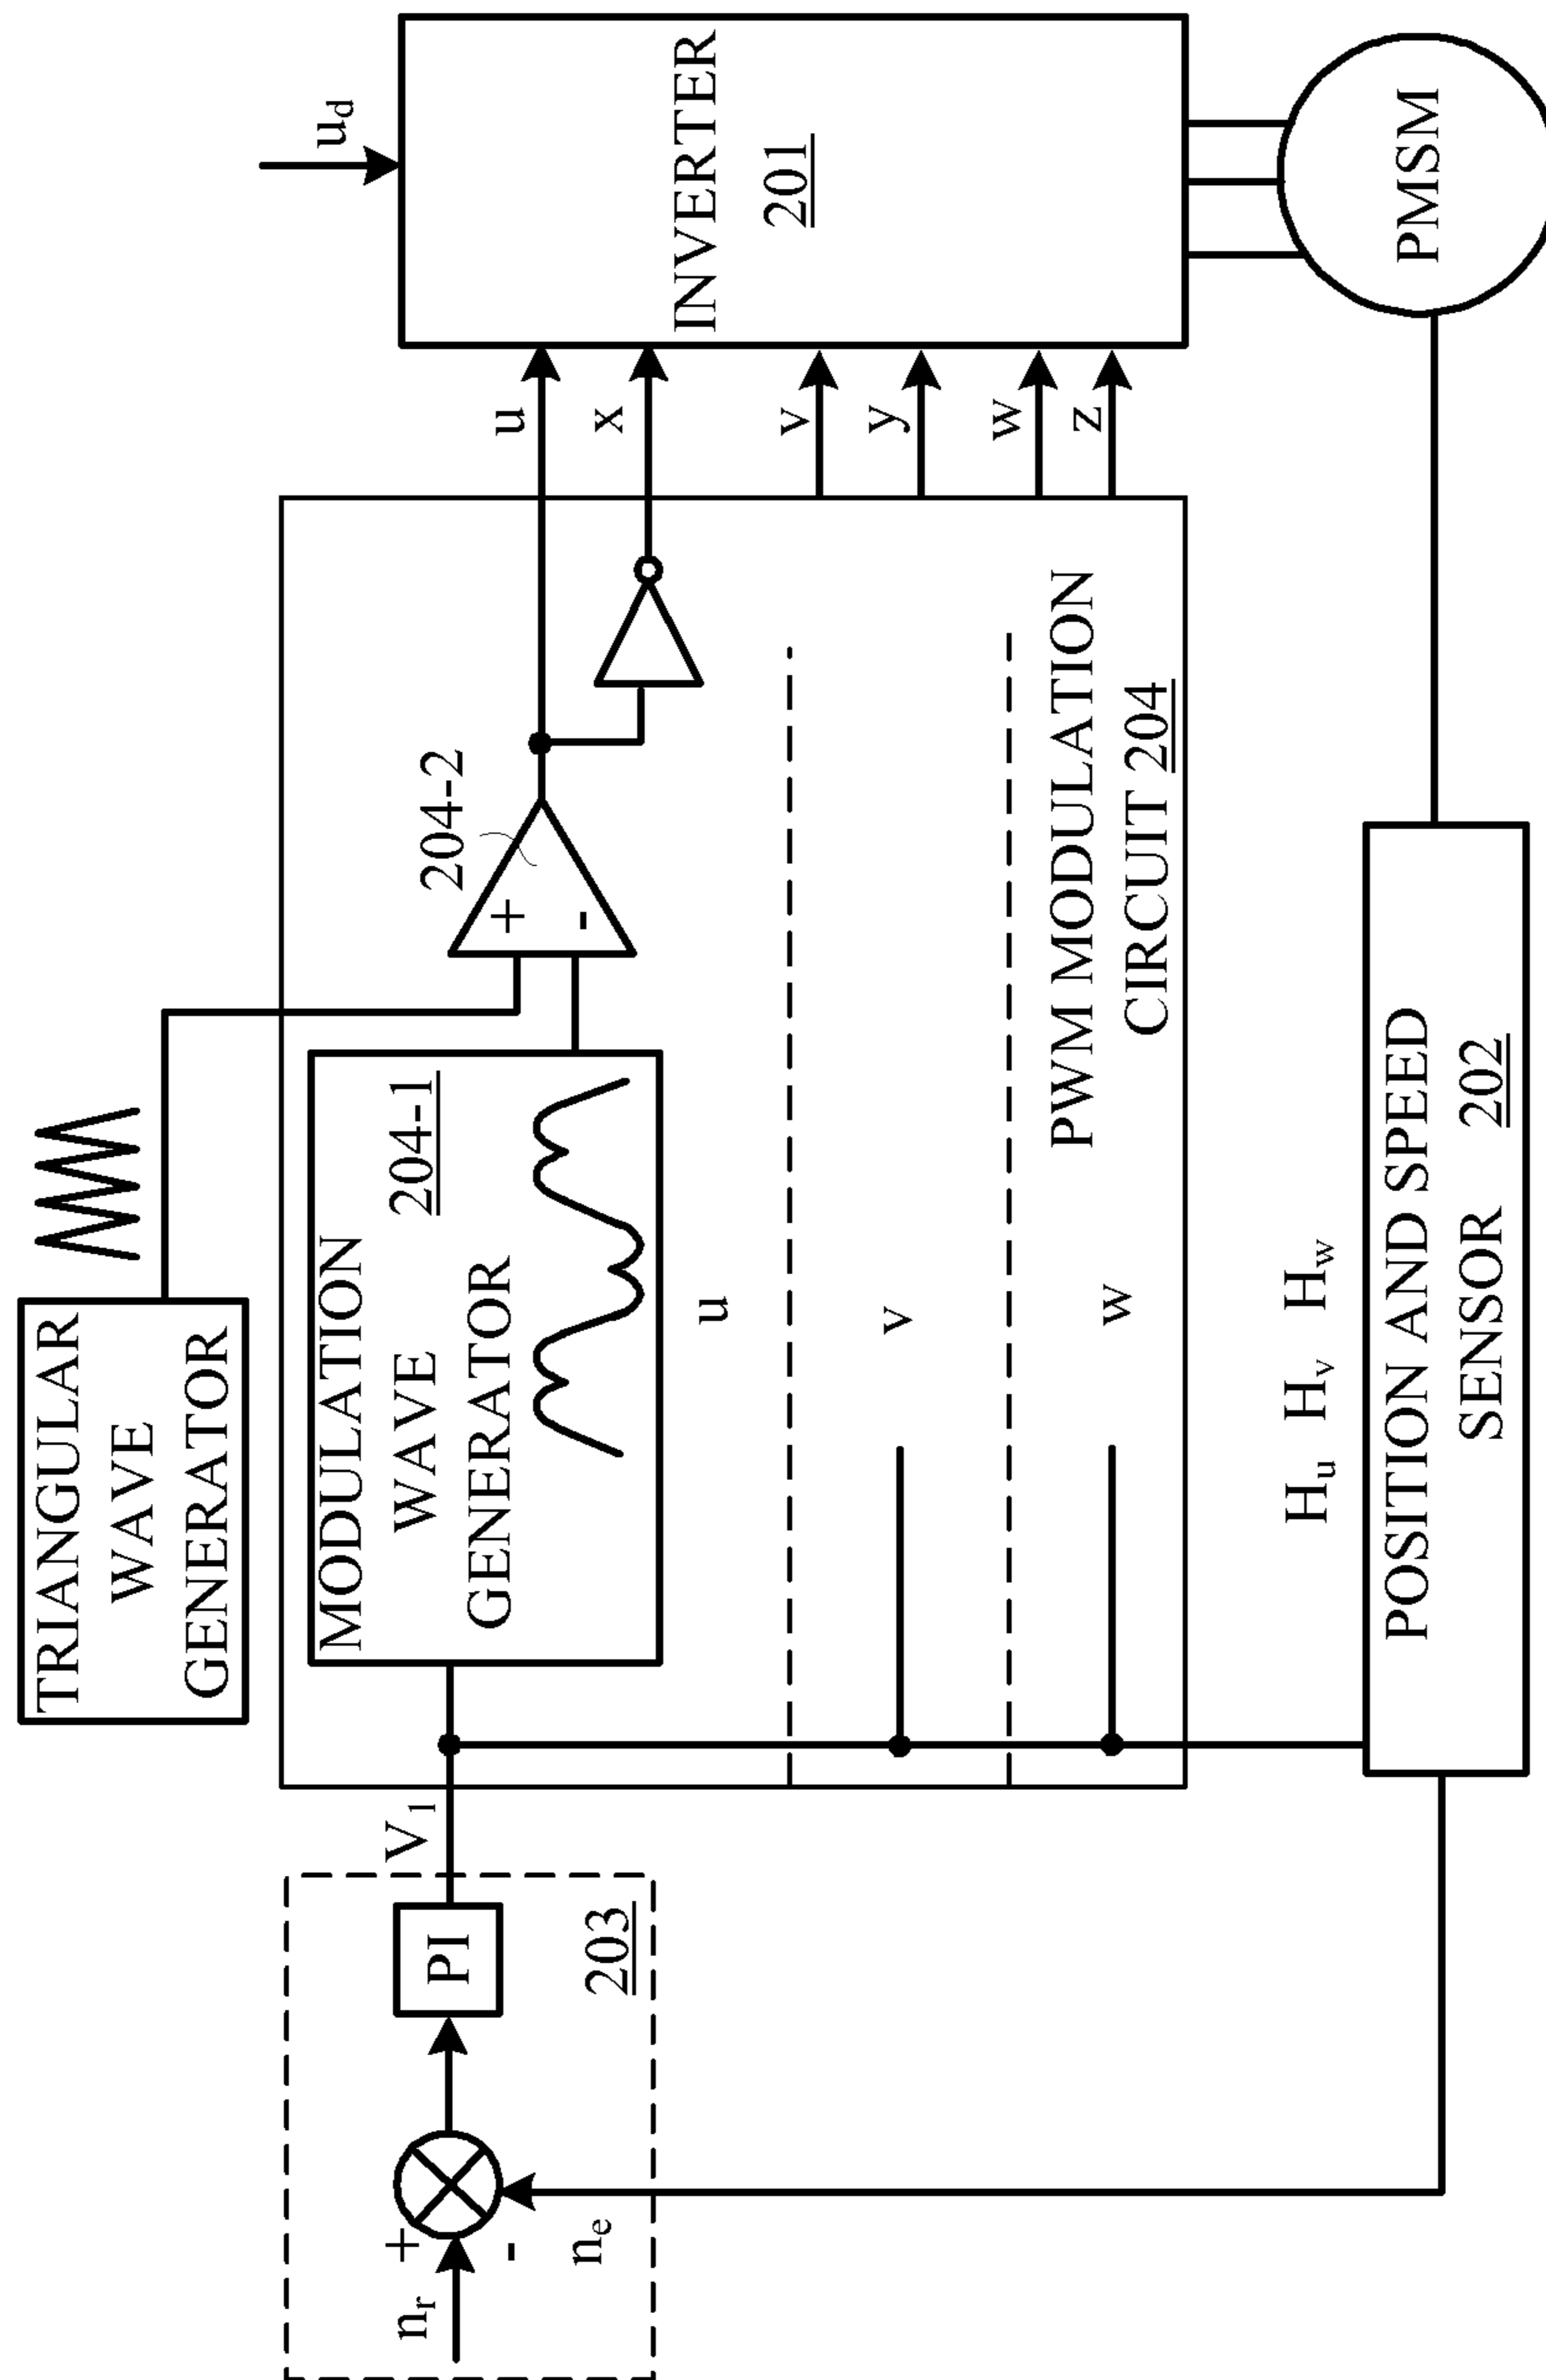 TRIANGULAR
WAVE
GENERATOR
u_d
n_r
+
-
n_e
PI
203
V_1
MODULATION
WAVE
GENERATOR
204-1
u
+
-
204-2
v
w
PWM MODULATION
CIRCUIT 204
u
x
v
y
w
z
INVERTER
201
H_u H_v H_w
POSITION AND SPEED
SENSOR 202
PMSM